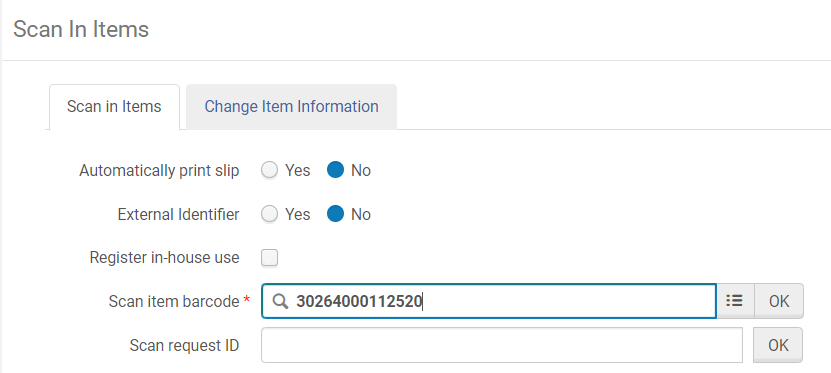 Scan In Items
Scan in Items Change Item Information
Automatically print slip Yes No
External Identifier Yes No
Register in-house use
Scan item barcode * 30264000112520 OK
Scan request ID OK